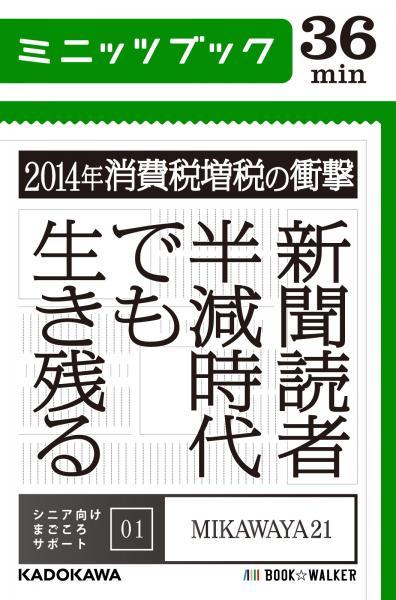 ミニッツブック
36
min
2014年消費税増税の衝撃
新聞読者
半減時代
でも
生き残る
シニア向け
まごころ
サポート
01
MIKAWAYA21
KADOKAWA
BOOK☆WALKER